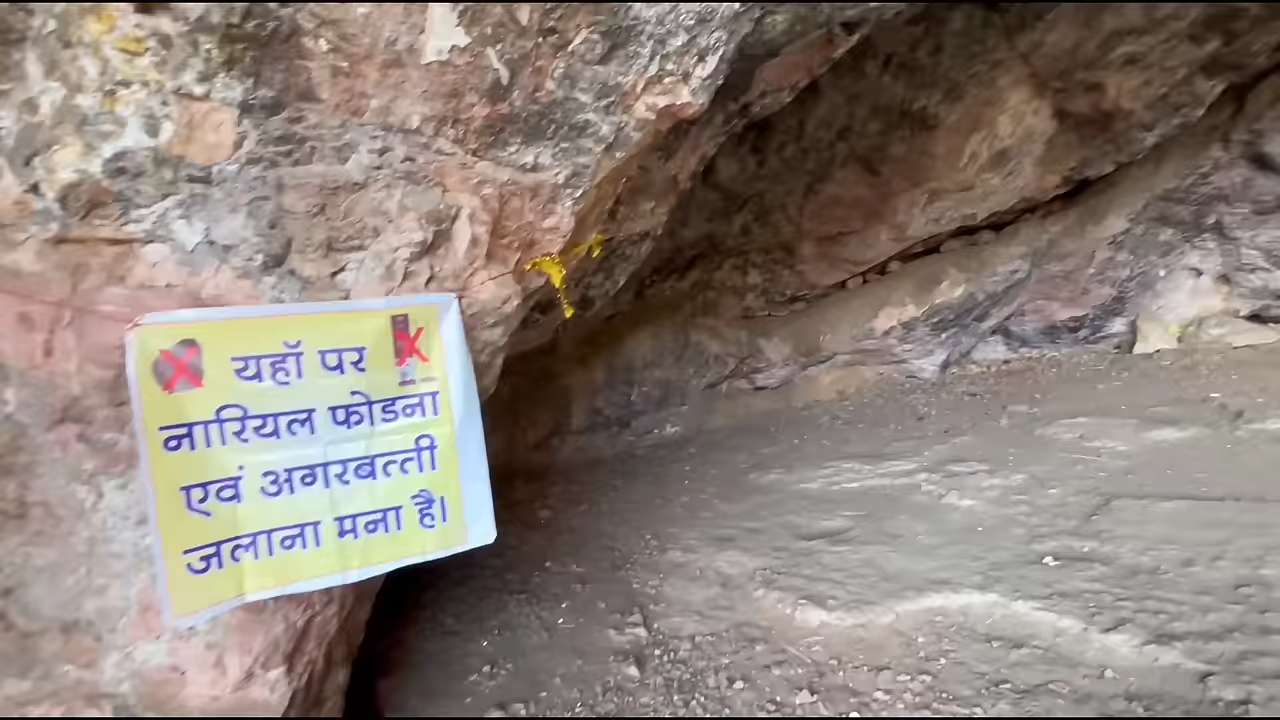 यहाॅ पर
नारियल फोडना
एवं अगरबत्ती
जलाना मना है।